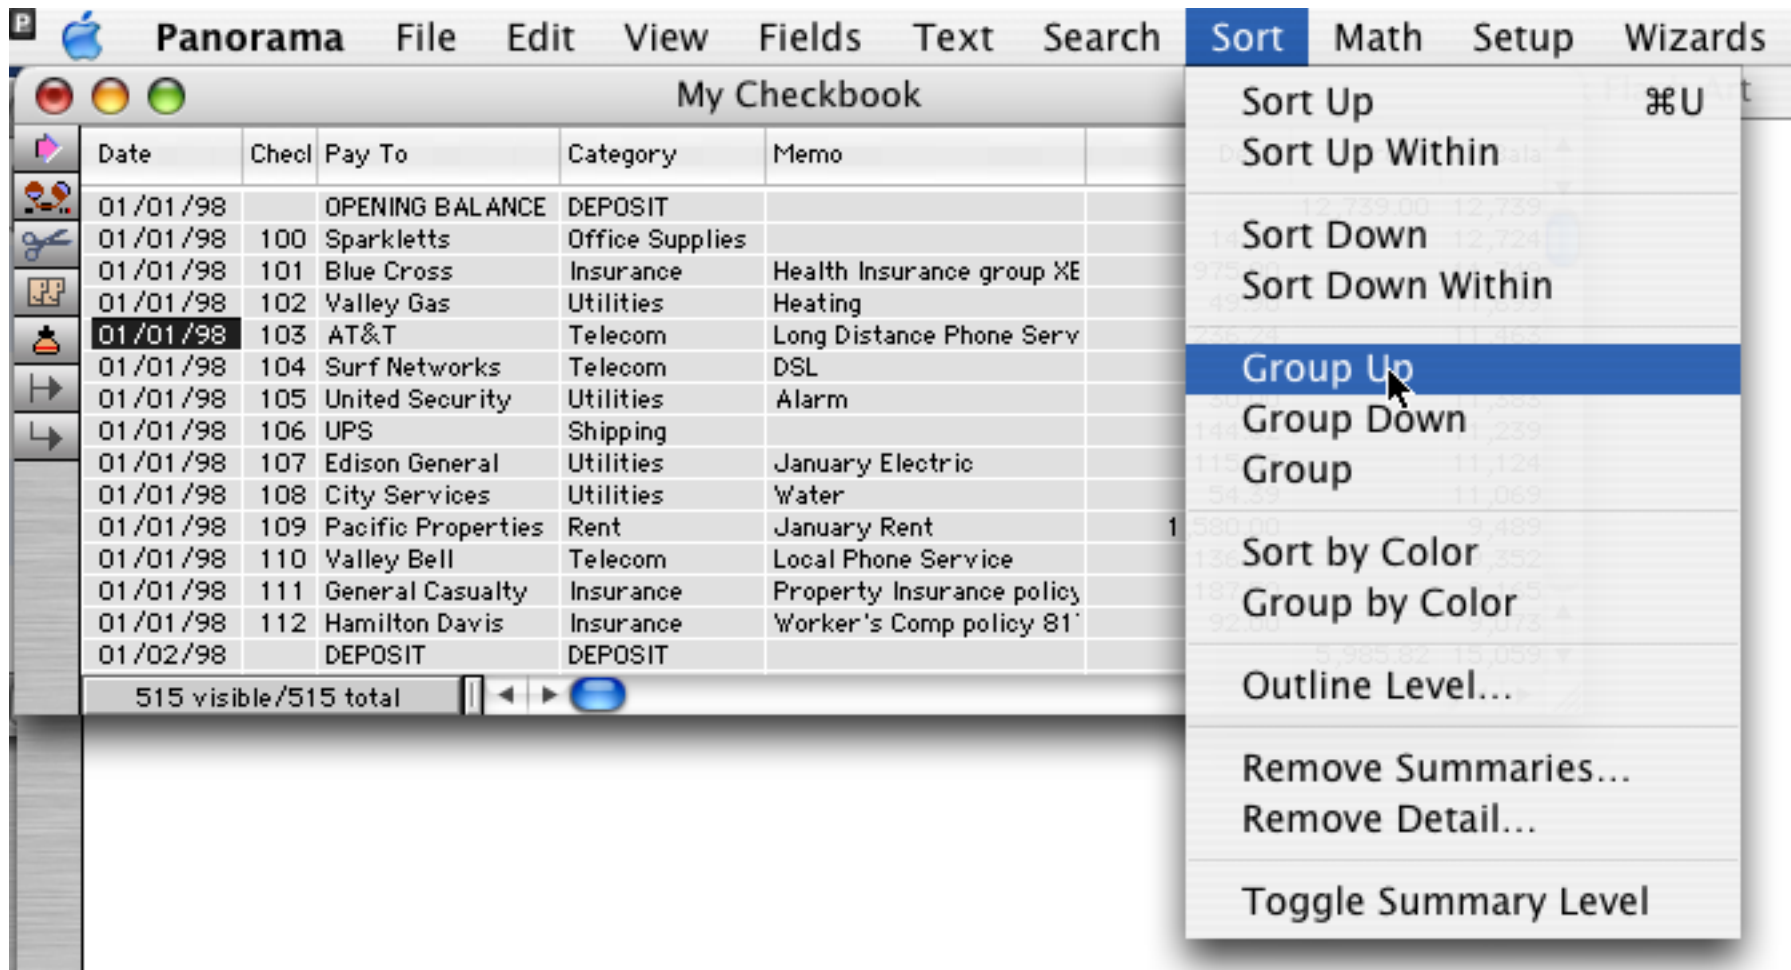 P Panorama File Edit View Fields Text Search Sort Math Setup Wizards
My Checkbook
Date Checl Pay To Category Memo
01/01/98 OPENING BALANCE DEPOSIT
01/01/98 100 Sparkletts Office Supplies
01/01/98 101 Blue Cross Insurance Health Insurance group XE
01/01/98 102 Valley Gas Utilities Heating
01/01/98 103 AT&T Telecom Long Distance Phone Serv
01/01/98 104 Surf Networks Telecom DSL
01/01/98 105 United Security Utilities Alarm
01/01/98 106 UPS Shipping
01/01/98 107 Edison General Utilities January Electric
01/01/98 108 City Services Utilities Water
01/01/98 109 Pacific Properties Rent January Rent 1
01/01/98 110 Valley Bell Telecom Local Phone Service
01/01/98 111 General Casualty Insurance Property Insurance policy
01/01/98 112 Hamilton Davis Insurance Worker's Comp policy 81
01/02/98 DEPOSIT DEPOSIT
515 visible/515 total
Sort Up ⌘U
Sort Up Within
Sort Down
Sort Down Within
Group Up
Group Down
Group
Sort by Color
Group by Color
Outline Level...
Remove Summaries...
Remove Detail...
Toggle Summary Level